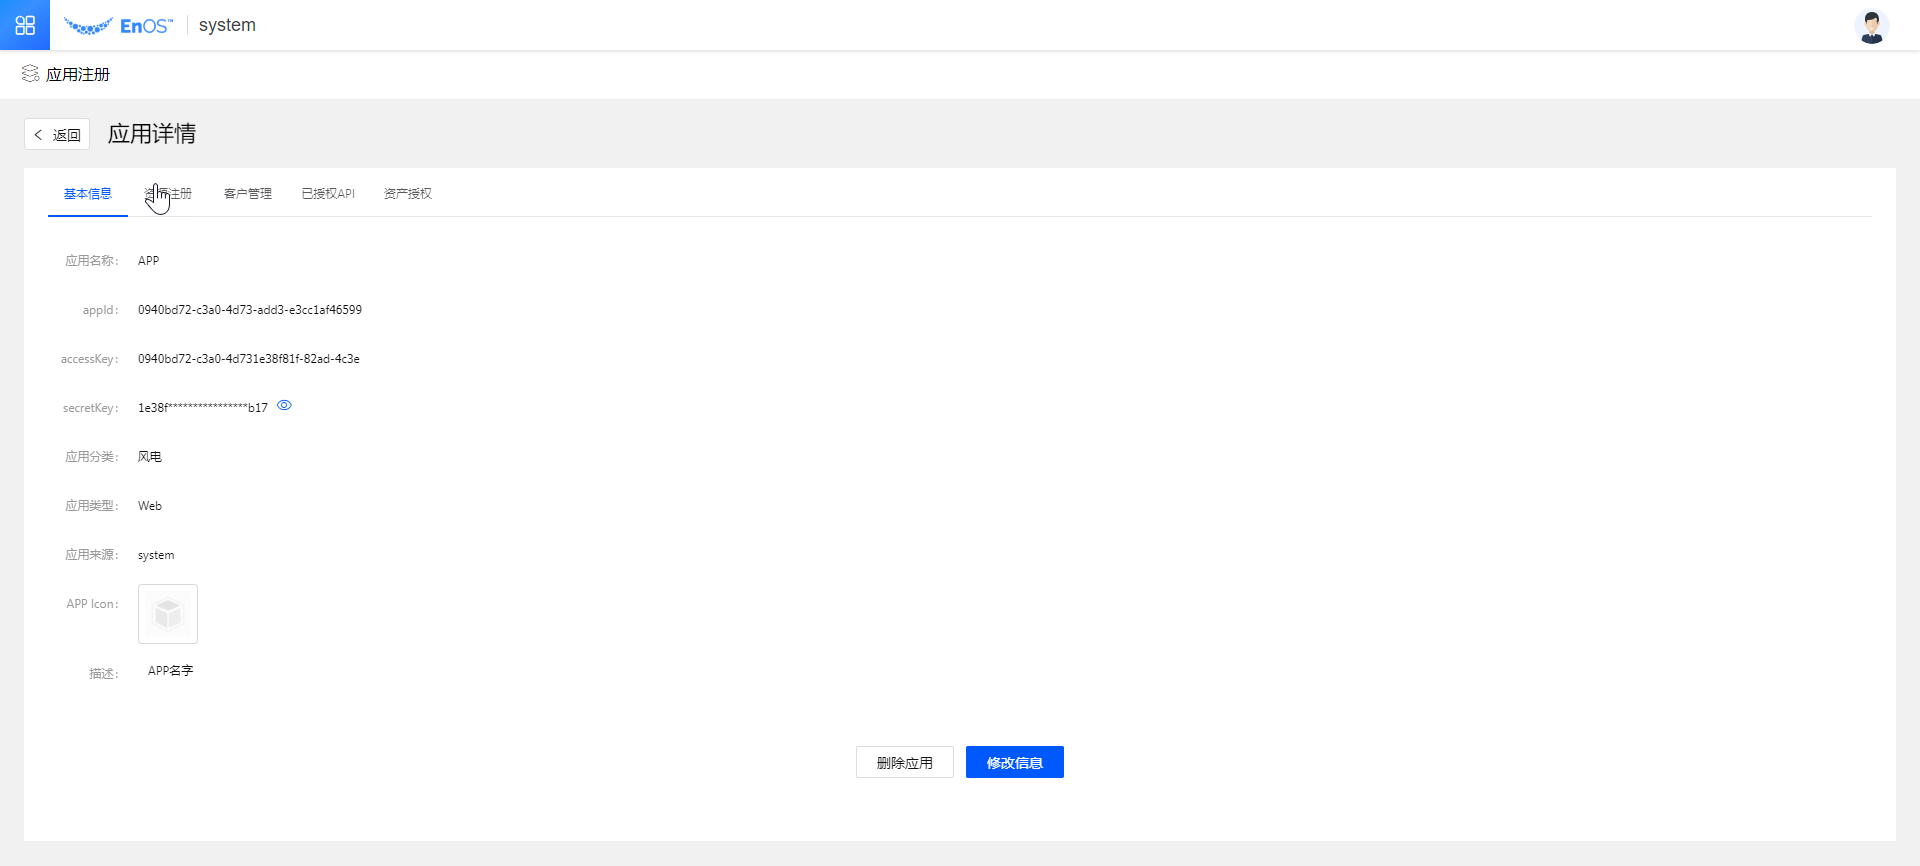 EnOS™ system
应用注册
返回 应用详情
基本信息 资源注册 客户管理 已授权API 资产授权
应用名称： APP
appId： 0940bd72-c3a0-4d73-add3-e3cc1af46599
accessKey： 0940bd72-c3a0-4d731e38f81f-82ad-4c3e
secretKey： 1e38f****************b17
应用分类： 风电
应用类型： Web
应用来源： system
APP Icon：
描述： APP名字
删除应用 修改信息